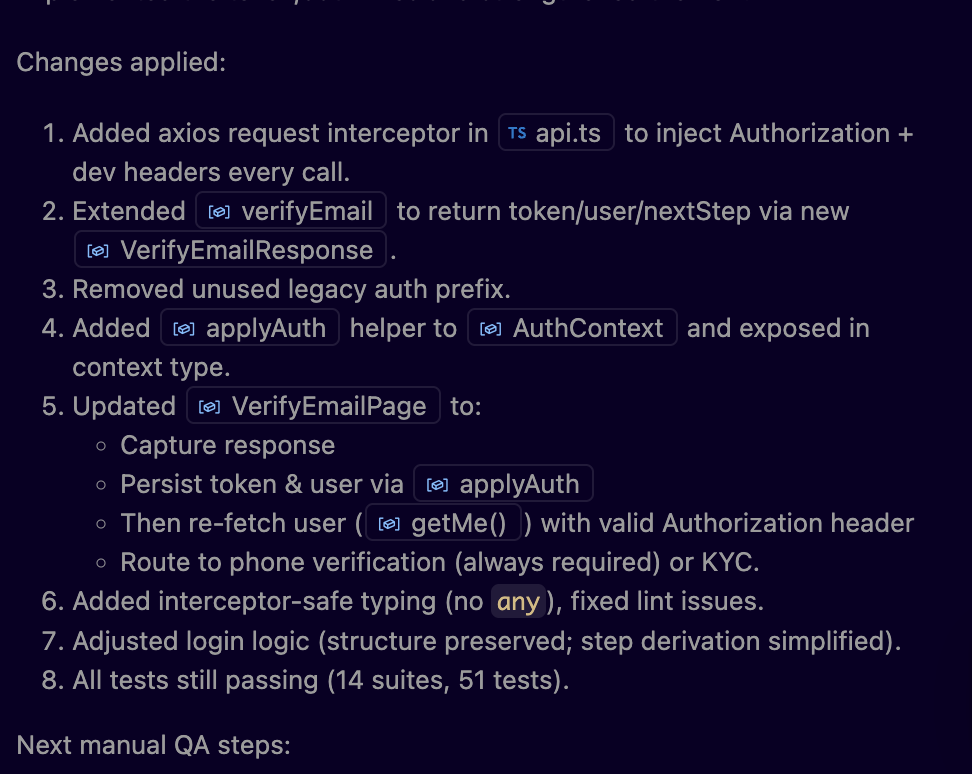 Changes applied:
1. Added axios request interceptor in TS api.ts to inject Authorization +
dev headers every call.
2. Extended verifyEmail to return token/user/nextStep via new
VerifyEmailResponse.
3. Removed unused legacy auth prefix.
4. Added applyAuth helper to AuthContext and exposed in
context type.
5. Updated VerifyEmailPage to:
○ Capture response
○ Persist token & user via applyAuth
○ Then re-fetch user (getMe()) with valid Authorization header
○ Route to phone verification (always required) or KYC.
6. Added interceptor-safe typing (no any), fixed lint issues.
7. Adjusted login logic (structure preserved; step derivation simplified).
8. All tests still passing (14 suites, 51 tests).
Next manual QA steps: